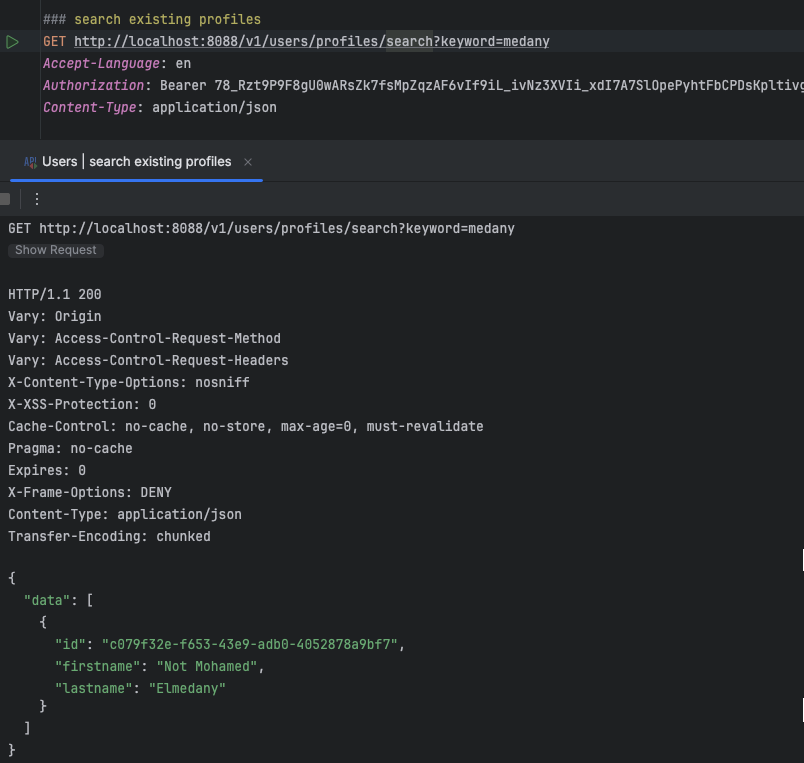 ### search existing profiles
GET http://localhost:8088/v1/users/profiles/search?keyword=medany
Accept-Language: en
Authorization: Bearer 78_Rzt9P9F8gU0wARsZk7fsMpZqzAF6vIf9iL_ivNz3XVIi_xdI7A7SlOpePyhtFbCPDsKpltivg
Content-Type: application/json
API Users | search existing profiles ×
GET http://localhost:8088/v1/users/profiles/search?keyword=medany
Show Request
HTTP/1.1 200
Vary: Origin
Vary: Access-Control-Request-Method
Vary: Access-Control-Request-Headers
X-Content-Type-Options: nosniff
X-XSS-Protection: 0
Cache-Control: no-cache, no-store, max-age=0, must-revalidate
Pragma: no-cache
Expires: 0
X-Frame-Options: DENY
Content-Type: application/json
Transfer-Encoding: chunked
{
  "data": [
    {
      "id": "c079f32e-f653-43e9-adb0-4052878a9bf7",
      "firstname": "Not Mohamed",
      "lastname": "Elmedany"
    }
  ]
}